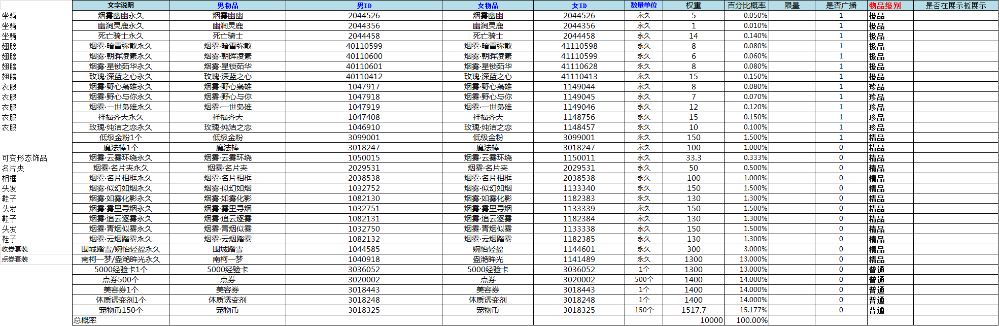 文字说明 男物品 男ID 女物品 女ID 数量单位 权重 百分比概率 限量 是否广播 物品级别 是否在展示板展示
坐骑 烟雾幽幽永久 烟雾幽幽 2044526 烟雾幽幽 2044526 永久 5 0.050% 1 极品
坐骑 幽涧灵鹿永久 幽涧灵鹿 2044356 幽涧灵鹿 2044356 永久 1 0.010% 1 极品
坐骑 死亡骑士永久 死亡骑士 2044458 死亡骑士 2044458 永久 14 0.140% 1 极品
翅膀 烟雾·暗霄弥散永久 烟雾·暗霄弥散 40110599 烟雾·暗霄弥散 41110598 永久 8 0.080% 1 极品
翅膀 烟雾·朝晖凌素永久 烟雾·朝晖凌素 40110600 烟雾·朝晖凌素 41110599 永久 6 0.060% 1 极品
翅膀 烟雾·星锁茹华永久 烟雾·星锁茹华 40110601 烟雾·星锁茹华 41110628 永久 8 0.080% 1 极品
翅膀 玫瑰·深蓝之心永久 玫瑰·深蓝之心 40110412 玫瑰·深蓝之心 41110413 永久 15 0.150% 1 极品
衣服 烟雾·野心枭雄永久 烟雾·野心枭雄 1047917 烟雾·野心枭雄 1149044 永久 8 0.080% 1 珍品
衣服 烟雾·野心与你永久 烟雾·野心与你 1047918 烟雾·野心与你 1149045 永久 7 0.070% 1 珍品
衣服 烟雾·一世枭雄永久 烟雾·一世枭雄 1047919 烟雾·一世枭雄 1149046 永久 12 0.120% 1 珍品
衣服 祥福齐天永久 祥福齐天 1047408 祥福齐天 1148756 永久 15 0.150% 1 珍品
衣服 玫瑰·纯洁之恋永久 玫瑰·纯洁之恋 1046910 玫瑰·纯洁之恋 1148457 永久 10 0.100% 1 珍品
低级金粉1个 低级金粉 3099001 低级金粉 3099001 永久 150 1.500% 1 精品
魔法棒1个 魔法棒 3018247 魔法棒 3018247 永久 100 1.000% 0 精品
可变形态饰品 烟雾·云雾环绕永久 烟雾·云雾环绕 1050015 烟雾·云雾环绕 1150011 永久 33.3 0.333% 0 精品
名片夹 烟雾·名片夹永久 烟雾·名片夹 2029531 烟雾·名片夹 2029531 永久 50 0.500% 0 精品
相框 烟雾·名片相框永久 烟雾·名片相框 2038538 烟雾·名片相框 2038538 永久 100 1.000% 0 精品
头发 烟雾·似幻如烟永久 烟雾·似幻如烟 1032752 烟雾·似幻如烟 1133340 永久 150 1.500% 0 精品
鞋子 烟雾·如雾化影永久 烟雾·如雾化影 1082130 烟雾·如雾化影 1182383 永久 130 1.300% 0 精品
头发 烟雾·雾里寻烟永久 烟雾·雾里寻烟 1032751 烟雾·雾里寻烟 1133339 永久 150 1.500% 0 精品
鞋子 烟雾·追云逐雾永久 烟雾·追云逐雾 1082131 烟雾·追云逐雾 1182384 永久 130 1.300% 0 精品
头发 烟雾·青烟似雾永久 烟雾·青烟似雾 1032750 烟雾·青烟似雾 1133338 永久 150 1.500% 0 精品
鞋子 烟雾·云烟踏雾永久 烟雾·云烟踏雾 1082132 烟雾·云烟踏雾 1182385 永久 130 1.300% 0 精品
收券套装 围城踏雪/婉怡轻盈永久 围城踏雪 1044585 婉怡轻盈 1144601 永久 300 3.000% 0 精品
点券套装 南柯一梦/盎滟眸光永久 南柯一梦 1040918 盎滟眸光 1141489 永久 1300 13.000% 0 精品
5000经验卡1个 5000经验卡 3036052 5000经验卡 3036052 1个 1300 13.000% 0 普通
点券500个 点券 3020002 点券 3020002 500个 1400 14.000% 0 普通
美容券1个 美容券 3018443 美容券 3018443 1个 1400 14.000% 0 普通
体质诱变剂1个 体质诱变剂 3018248 体质诱变剂 3018248 1个 1400 14.000% 0 普通
宠物币150个 宠物币 3018325 宠物币 3018325 150个 1517.7 15.177% 0 普通
总概率 10000 100.00%